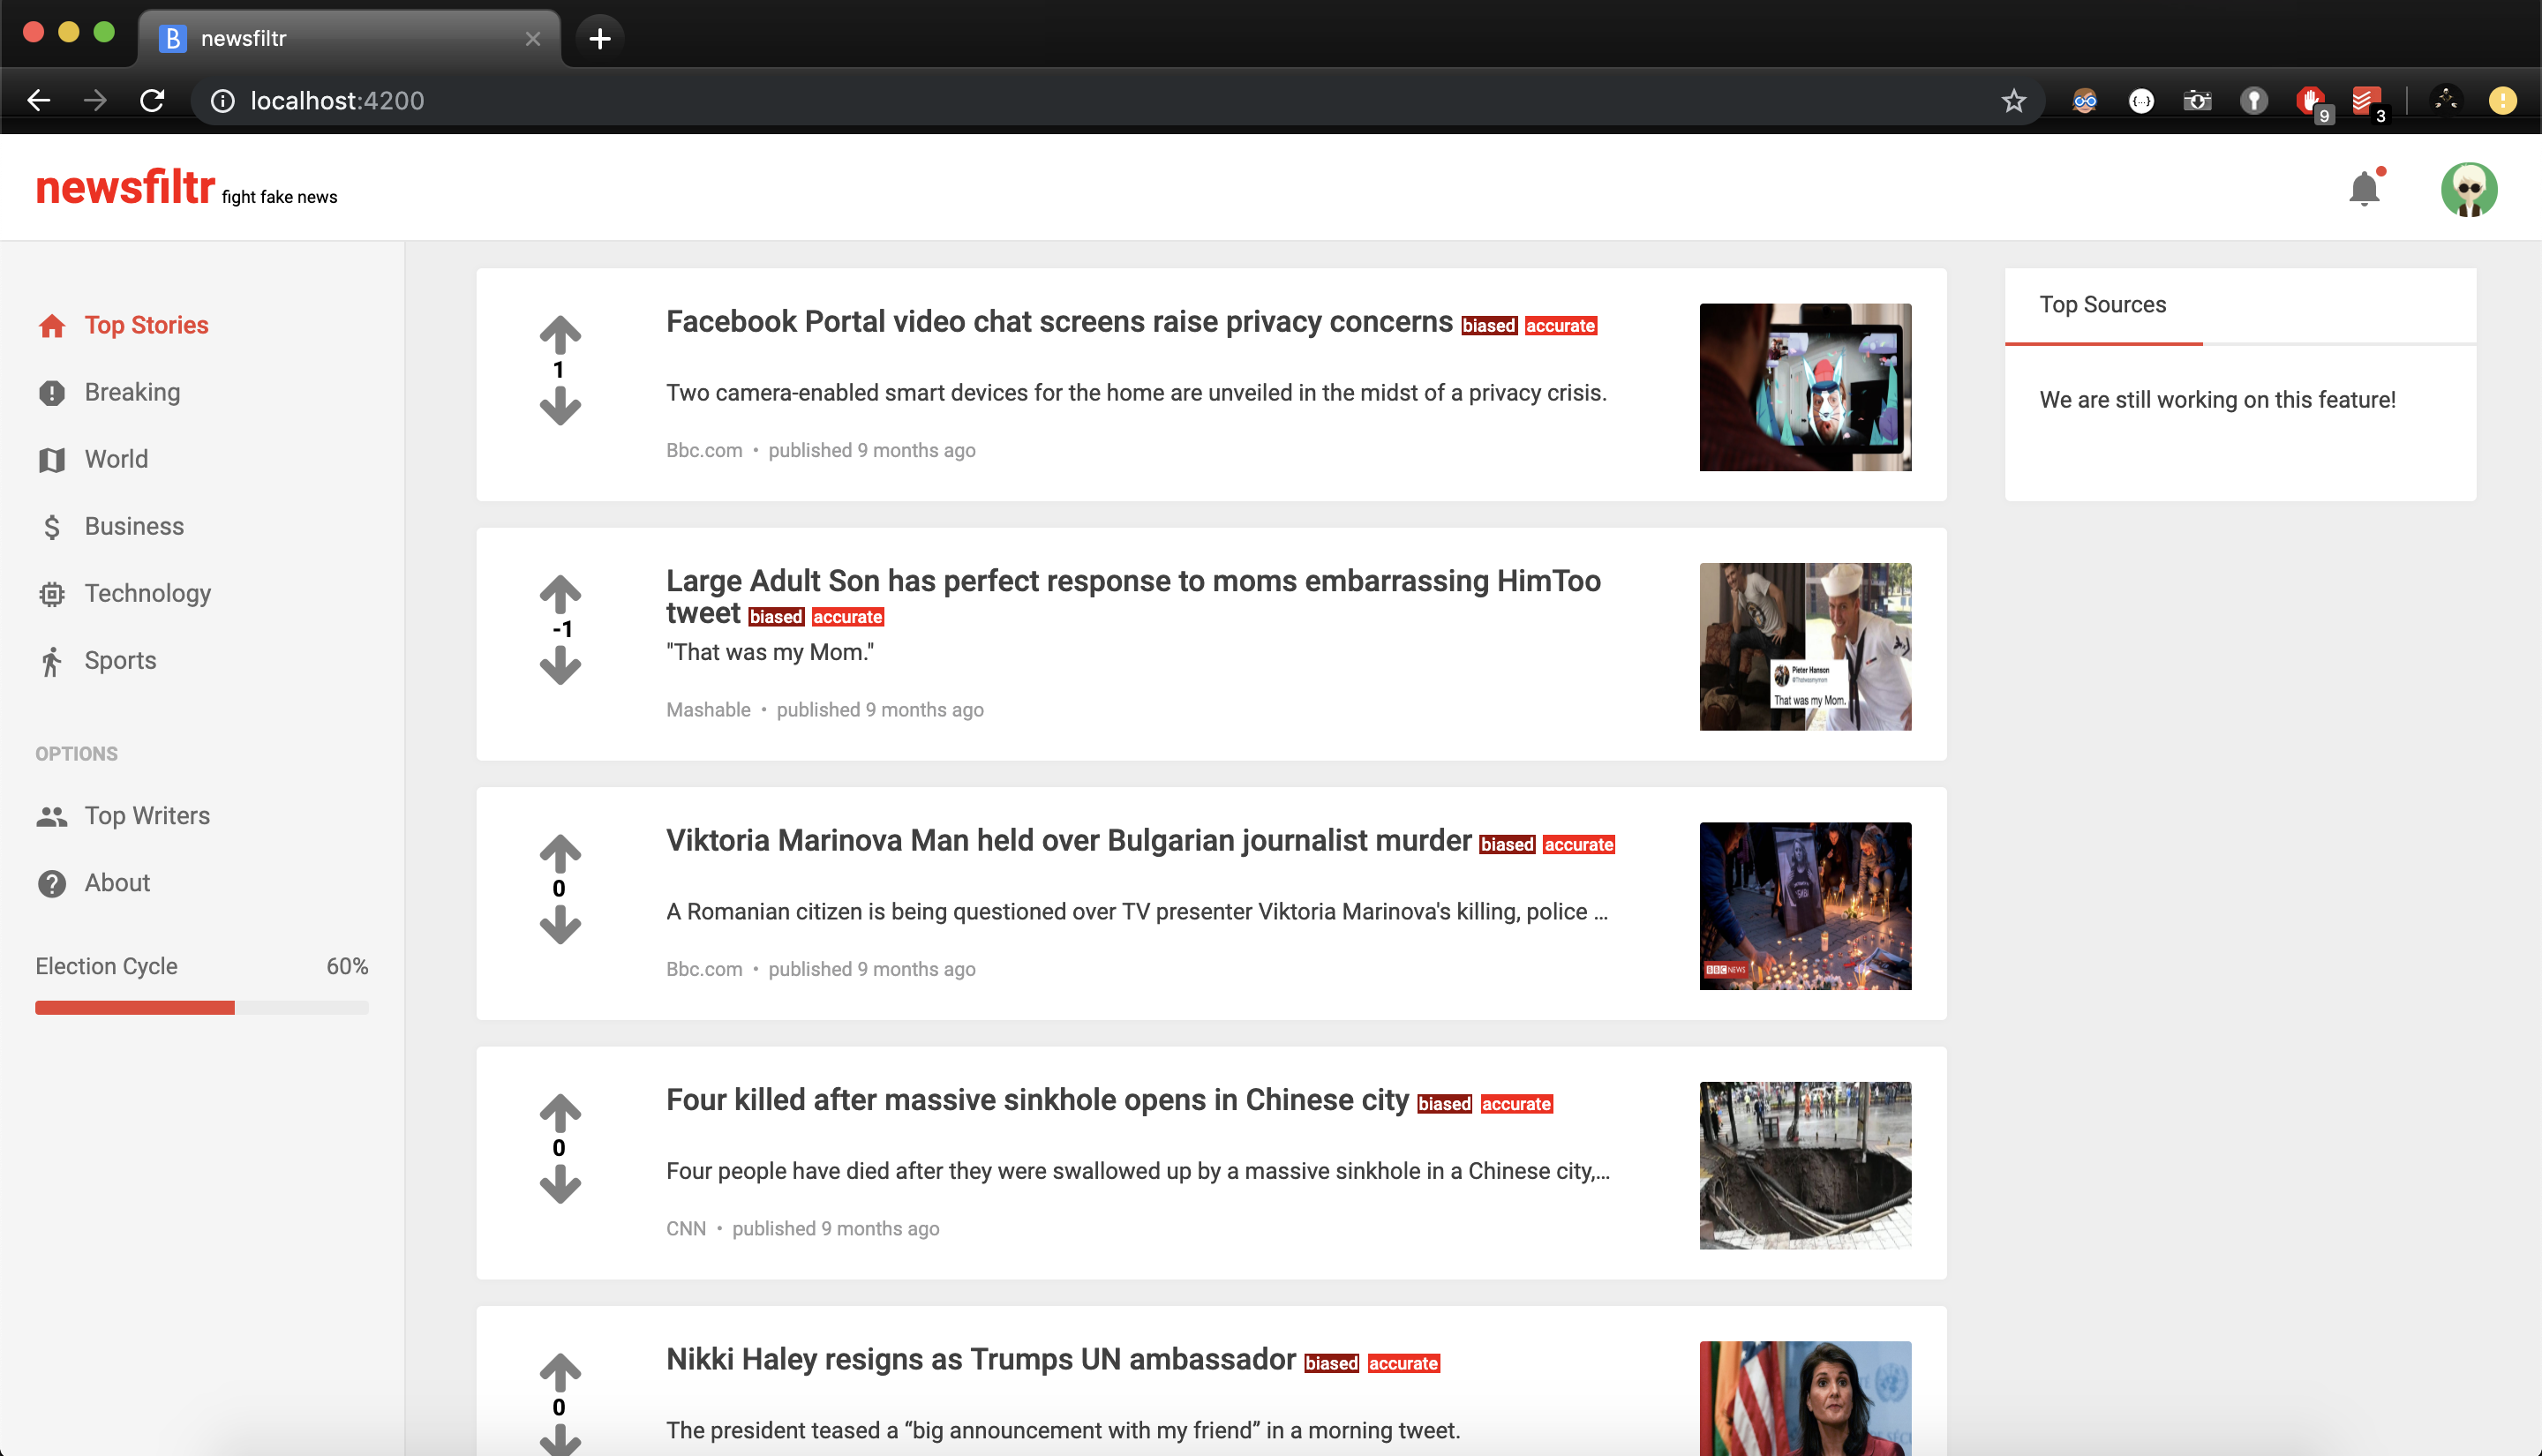 newsfiltr
localhost:4200
9
3
newsfiltr fight fake news
Top Stories
Breaking
World
Business
Technology
Sports
OPTIONS
Top Writers
About
Election Cycle 60%
1
Facebook Portal video chat screens raise privacy concerns biased accurate
Two camera-enabled smart devices for the home are unveiled in the midst of a privacy crisis.
Bbc.com • published 9 months ago
-1
Large Adult Son has perfect response to moms embarrassing HimToo
tweet biased accurate
"That was my Mom."
Mashable • published 9 months ago
Pieter Hanson
@Thatwasmymom
That was my Mom.
0
Viktoria Marinova Man held over Bulgarian journalist murder biased accurate
A Romanian citizen is being questioned over TV presenter Viktoria Marinova's killing, police ...
Bbc.com • published 9 months ago
BBC NEWS
0
Four killed after massive sinkhole opens in Chinese city biased accurate
Four people have died after they were swallowed up by a massive sinkhole in a Chinese city,...
CNN • published 9 months ago
0
Nikki Haley resigns as Trumps UN ambassador biased accurate
The president teased a “big announcement with my friend” in a morning tweet.
Top Sources
We are still working on this feature!